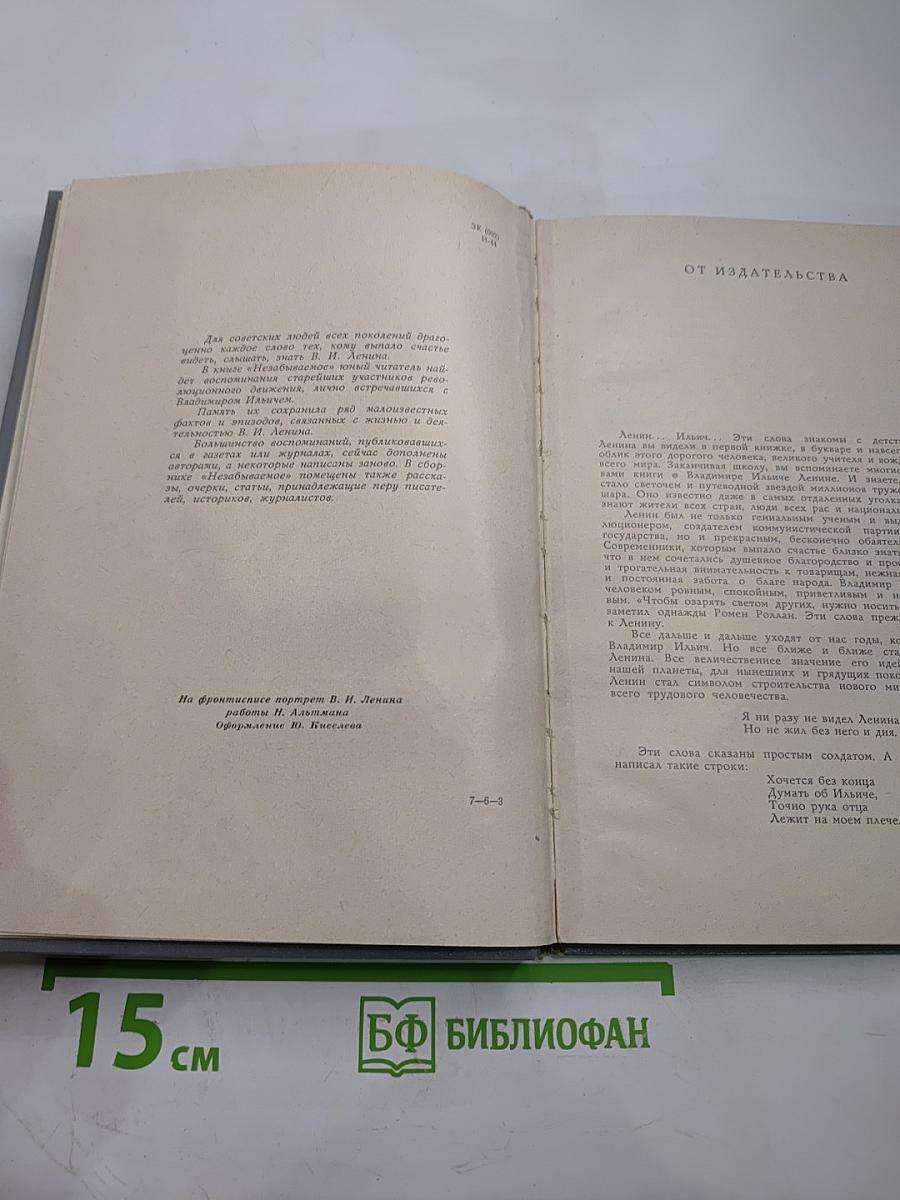 ЗК (092)
Н-44
Для советских людей всех поколений драго-
ценно каждое слово тех, кому выпало счастье
видеть, слышать, знать В. И. Ленина.
В книге «Незабываемое» юный читатель най-
дет воспоминания старейших участников рево-
люционного движения, лично встречавшихся с
Владимиром Ильичем.
Память их сохранила ряд малоизвестных
фактов и эпизодов, связанных с жизнью и дея-
тельностью В. И. Ленина.
Большинство воспоминаний, публиковавших-
ся в газетах или журналах, сейчас дополнены
авторами, а некоторые написаны заново. В сбор-
нике «Незабываемое» помещены также расска-
зы, очерки, статьи, принадлежащие перу писате-
лей, историков, журналистов.
На фронтисписе портрет В. И. Ленина
работы Н. Альтмана
Оформление Ю. Киселева
7—6—3
ОТ ИЗДАТЕЛЬСТВА
Ленин... Ильич... Эти слова знакомы с детст
Ленина вы видели в первой книжке, в букваре и навсег
облик этого дорогого человека, великого учителя и вожд
всего мира. Заканчивая школу, вы вспоминаете многие
вами книги о Владимире Ильиче Ленине. И знаете,
стало светочем и путеводной звездой миллионов труже
шара. Оно известно даже в самых отдаленных уголка
знают жители всех стран, люди всех рас и националь
Ленин был не только гениальным ученым и выд
люционером, создателем коммунистической партии
государства, но и прекрасным, бесконечно обаятел
Современники, которым выпало счастье близко знать
что в нем сочетались душевное благородство и прос
и трогательная внимательность к товарищам, нежная
и постоянная забота о благе народа. Владимир
человеком ровным, спокойным, приветливым и н
вым. «Чтобы озарять светом других, нужно носить
заметил однажды Ромен Роллан. Эти слова преж
к Ленину.
Все дальше и дальше уходят от нас годы, ко
Владимир Ильич. Но все ближе и ближе ста
Ленина. Все величественнее значение его идей
нашей планеты, для нынешних и грядущих поко
Ленин стал символом строительства нового ми
всего трудового человечества.
Я ни разу не видел Ленина
Но не жил без него и дня.
Эти слова сказаны простым солдатом. А
написал такие строки:
Хочется без конца
Думать об Ильиче,
Точно рука отца
Лежит на моем плече.
15 см
БФ БИБЛИОФАН